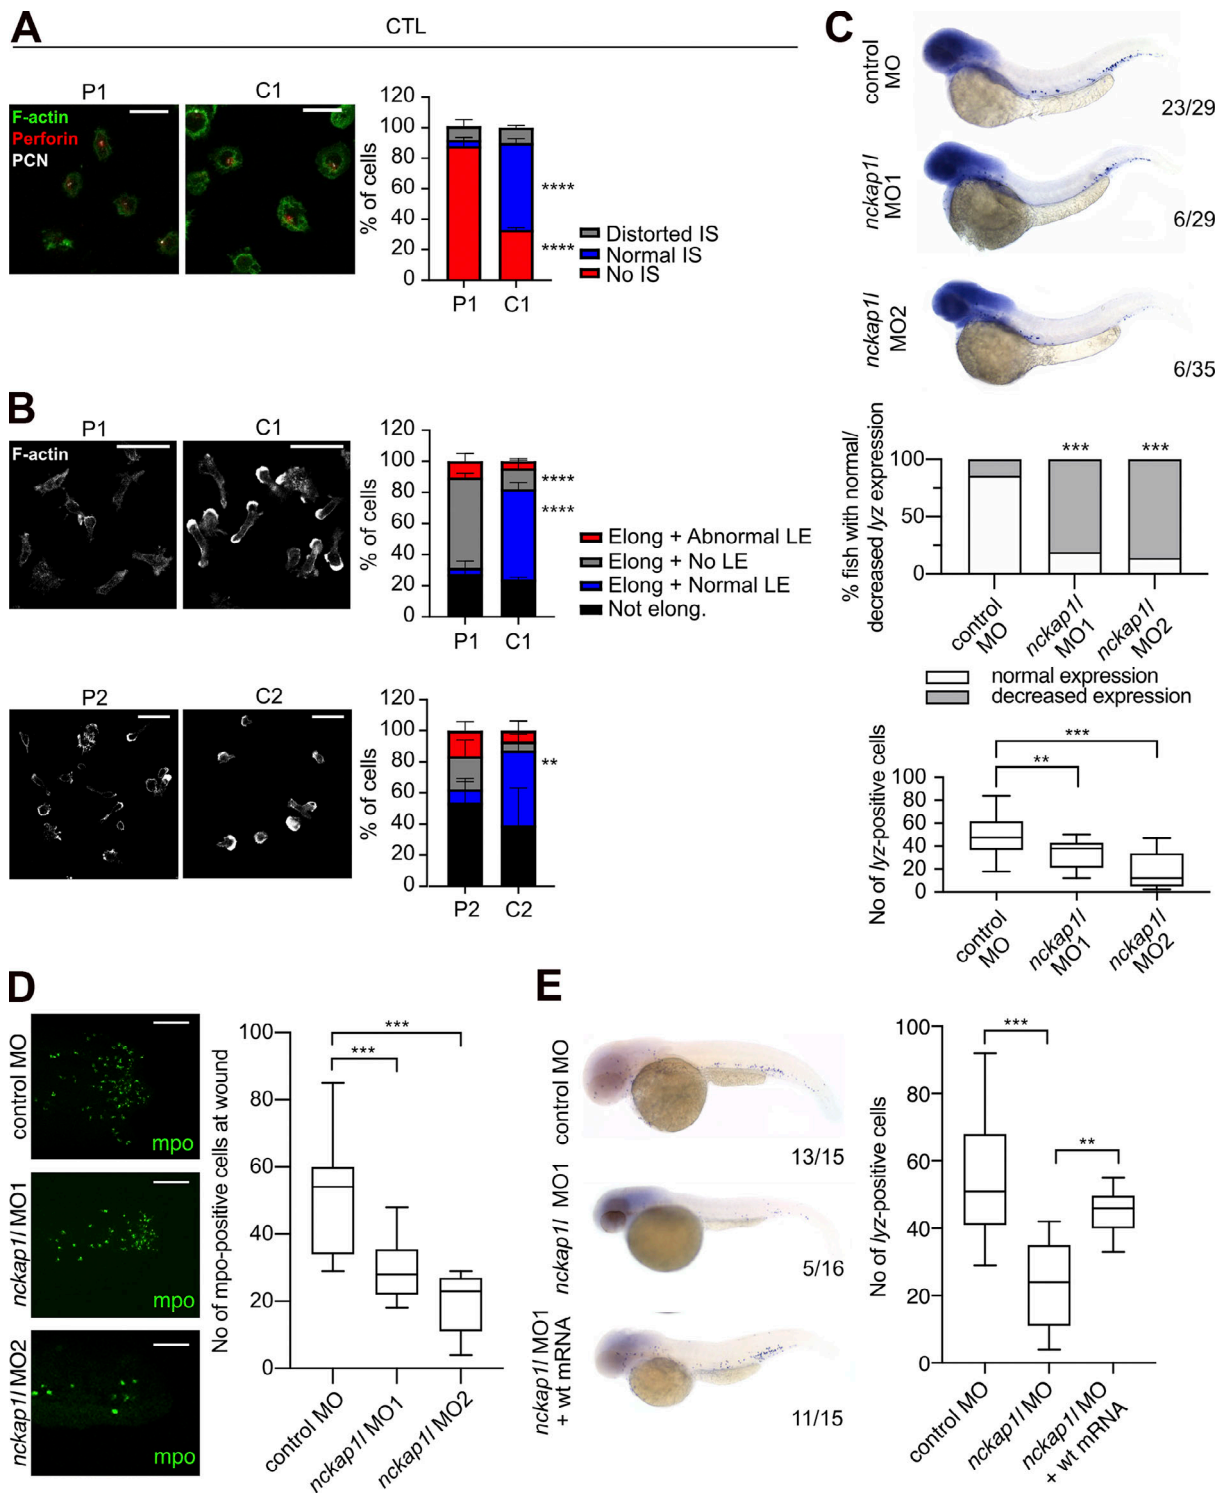 A
CTL
P1
C1
F-actin
Perforin
PCN
% of cells
120
100
80
60
40
20
0
****
****
Distorted IS
Normal IS
No IS
P1
C1
B
P1
C1
F-actin
% of cells
120
100
80
60
40
20
0
****
****
Elong + Abnormal LE
Elong + No LE
Elong + Normal LE
Not elong.
P1
C1
P2
C2
% of cells
120
100
80
60
40
20
0
**
P2
C2
C
control
MO
23/29
nckap1l
MO1
6/29
nckap1l
MO2
6/35
% fish with normal/
decreased lyz expression
100
50
0
***
***
control
MO
nckap1l
MO1
nckap1l
MO2
normal expression
decreased expression
No of lyz-positive cells
100
80
60
40
20
0
**
***
control
MO
nckap1l
MO1
nckap1l
MO2
D
control MO
mpo
nckap1l MO1
mpo
nckap1l MO2
mpo
No of mpo-positive cells at wound
100
80
60
40
20
0
***
***
control MO
nckap1l MO1
nckap1l MO2
E
control MO
13/15
nckap1l MO1
5/16
nckap1l MO1
+ wt mRNA
11/15
No of lyz-positive cells
100
80
60
40
20
0
***
**
control MO
nckap1l MO
nckap1l MO
+ wt mRNA